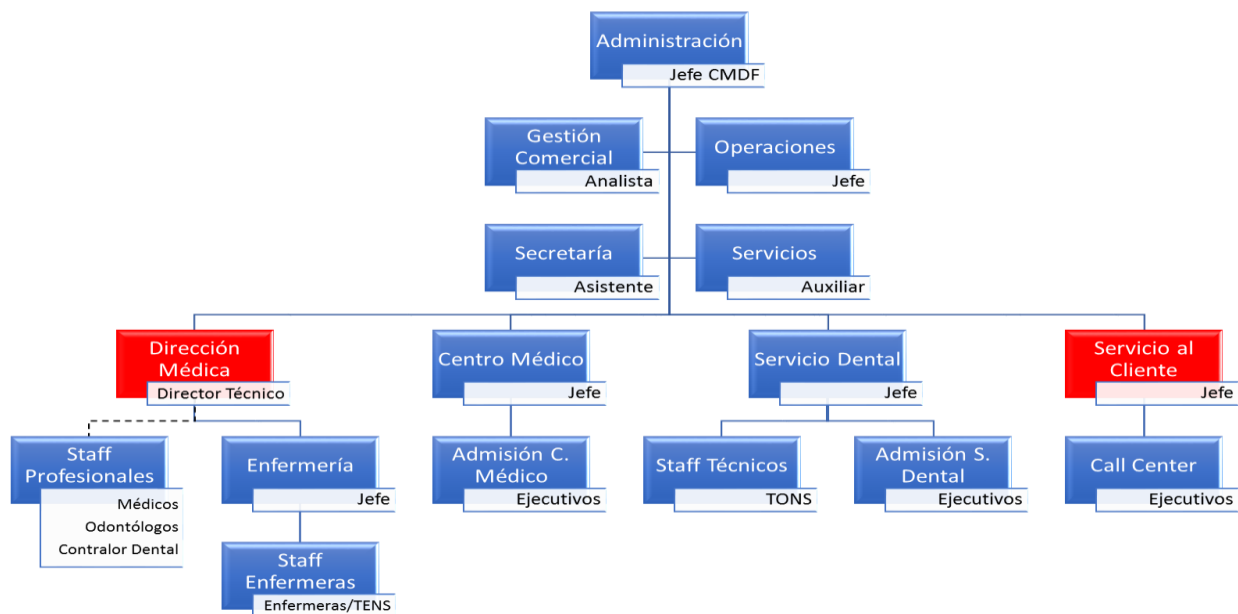 Administración
Jefe CMDF
Gestión
Comercial
Analista
Operaciones
Jefe
Secretaría
Asistente
Servicios
Auxiliar
Dirección
Médica
Director Técnico
Centro Médico
Jefe
Servicio Dental
Jefe
Servicio al
Cliente
Jefe
Staff
Profesionales
Médicos
Odontólogos
Contralor Dental
Enfermería
Jefe
Admisión C.
Médico
Ejecutivos
Staff Técnicos
TONS
Admisión S.
Dental
Ejecutivos
Call Center
Ejecutivos
Staff
Enfermeras
Enfermeras/TENS